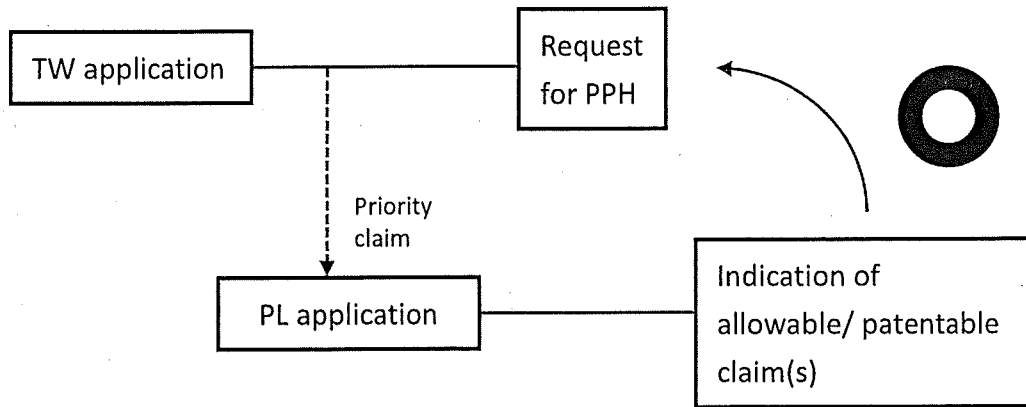 TW application
Request
for PPH
Priority
claim
PL application
Indication of
allowable/ patentable
claim(s)